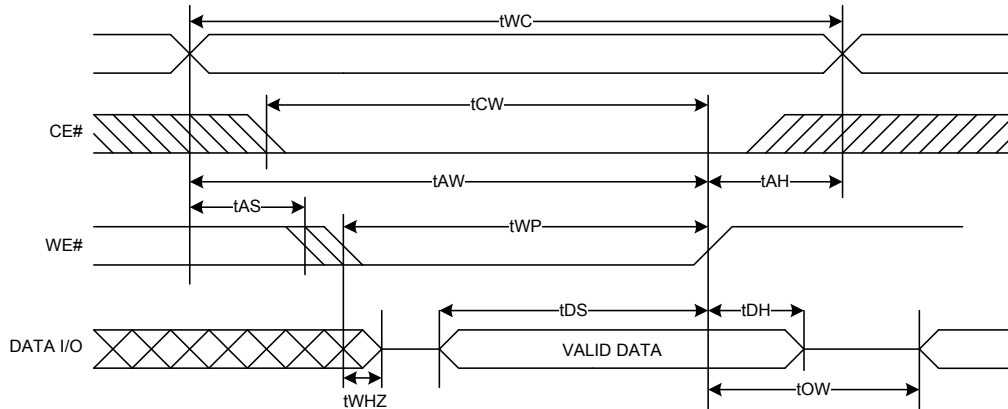 tWC
tCW
CE#
tAW
tAH
tAS
tWP
WE#
tDS
tDH
DATA I/O
VALID DATA
tWHZ
tOW